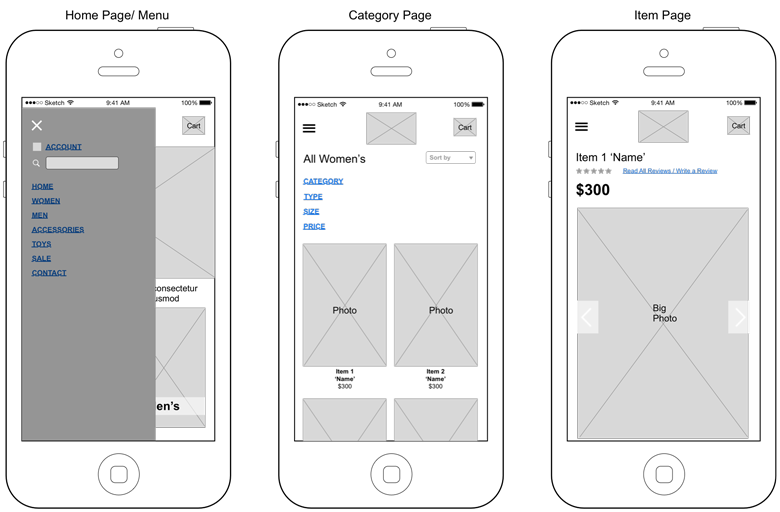 Home Page/ Menu
Sketch
9:41 AM
100%
Cart
ACCOUNT
HOME
WOMEN
MEN
ACCESSORIES
TOYS
SALE
CONTACT
consectetur
usmod
en's
Category Page
Sketch
9:41 AM
100%
Cart
All Women's
Sort by
CATEGORY
TYPE
SIZE
PRICE
Photo
Photo
Item 1
'Name'
$300
Item 2
'Name'
$300
Item Page
Sketch
9:41 AM
100%
Cart
Item 1 'Name'
Read All Reviews / Write a Review
$300
Big
Photo